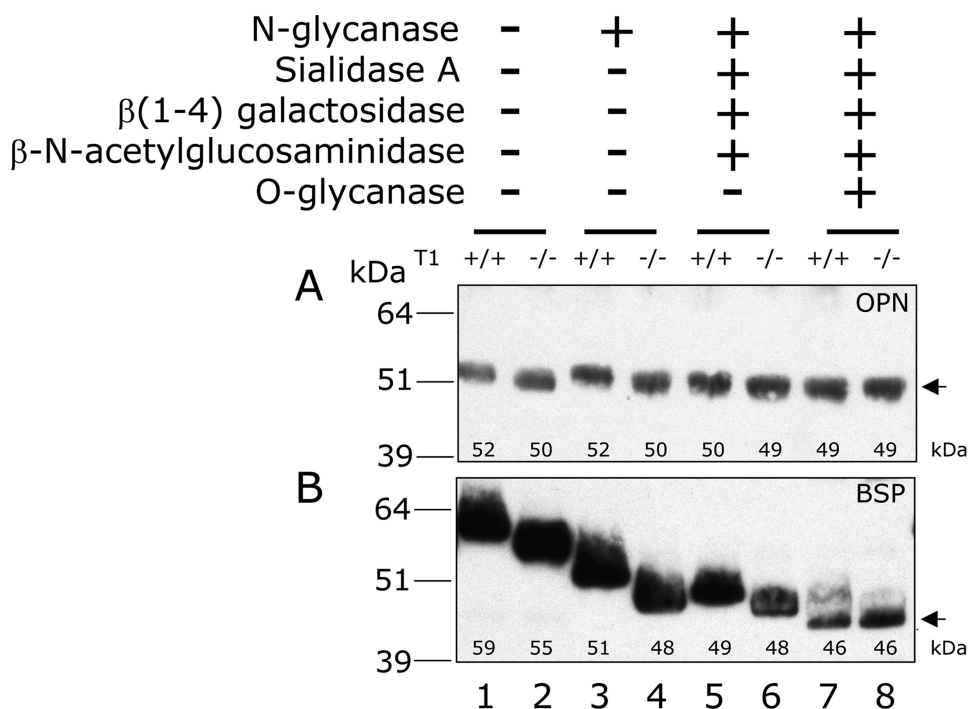 N-glycanase - + + +
Sialidase A - - + +
β(1-4) galactosidase - - + +
β-N-acetylglucosaminidase - - + +
O-glycanase - - - +
T1 +/+ -/- +/+ -/- +/+ -/- +/+ -/-
A kDa
OPN
64
51
39
52 50 52 50 50 49 49 49 kDa
B
BSP
64
51
39
59 55 51 48 49 48 46 46 kDa
1 2 3 4 5 6 7 8